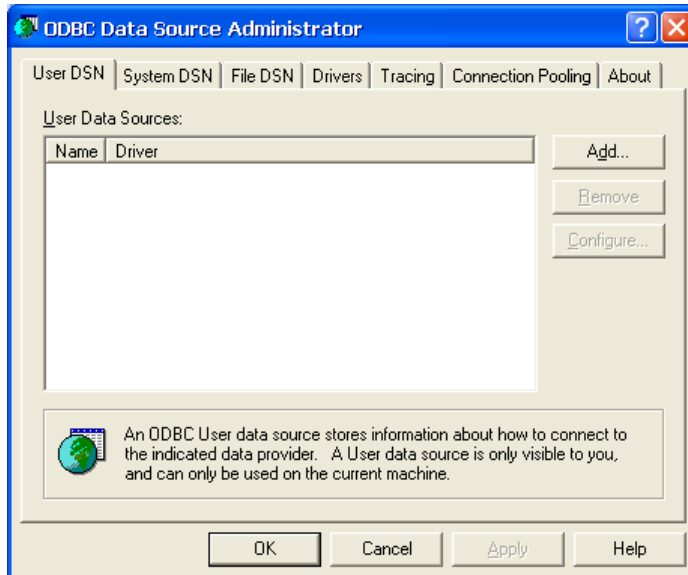 ODBC Data Source Administrator
User DSN System DSN File DSN Drivers Tracing Connection Pooling About
User Data Sources:
Name Driver
Add...
Remove
Configure...
An ODBC User data source stores information about how to connect to
the indicated data provider. A User data source is only visible to you,
and can only be used on the current machine.
OK Cancel Apply Help